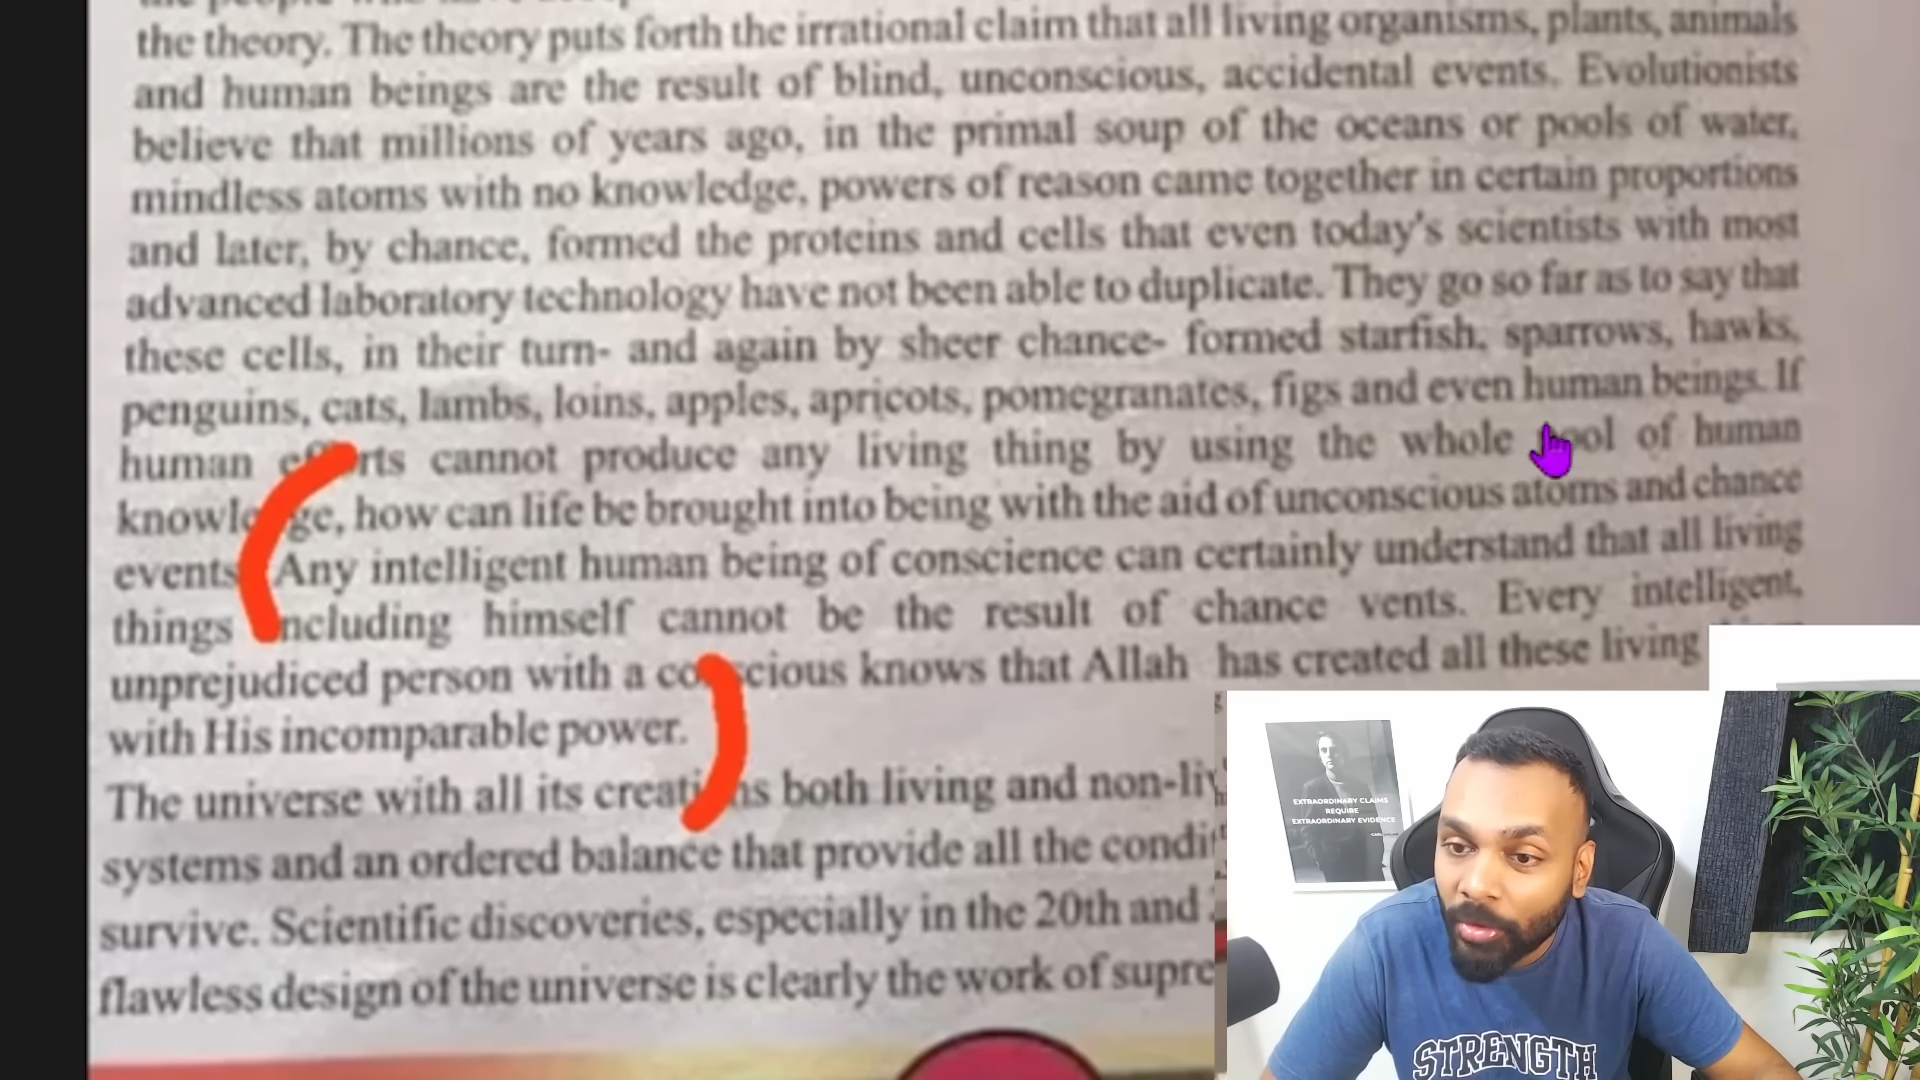 the theory. The theory puts forth the irrational claim that all living organisms, plants, animals
and human beings are the result of blind, unconscious, accidental events. Evolutionists
believe that millions of years ago, in the primal soup of the oceans or pools of water,
mindless atoms with no knowledge, powers of reason came together in certain proportions
and later, by chance, formed the proteins and cells that even today's scientists with most
advanced laboratory technology have not been able to duplicate. They go so far as to say that
these cells, in their turn- and again by sheer chance- formed starfish, sparrows, hawks,
penguins, cats, lambs, loins, apples, apricots, pomegranates, figs and even human beings. If
human efforts cannot produce any living thing by using the whole pool of human
knowledge, how can life be brought into being with the aid of unconscious atoms and chance
events Any intelligent human being of conscience can certainly understand that all living
things including himself cannot be the result of chance vents. Every intelligent,
unprejudiced person with a conscious knows that Allah has created all these living
with His incomparable power.
The universe with all its creations both living and non-liv
systems and an ordered balance that provide all the condi
survive. Scientific discoveries, especially in the 20th and
flawless design of the universe is clearly the work of supre
EXTRAORDINARY CLAIMS
REQUIRE
EXTRAORDINARY EVIDENCE
STRENGTH